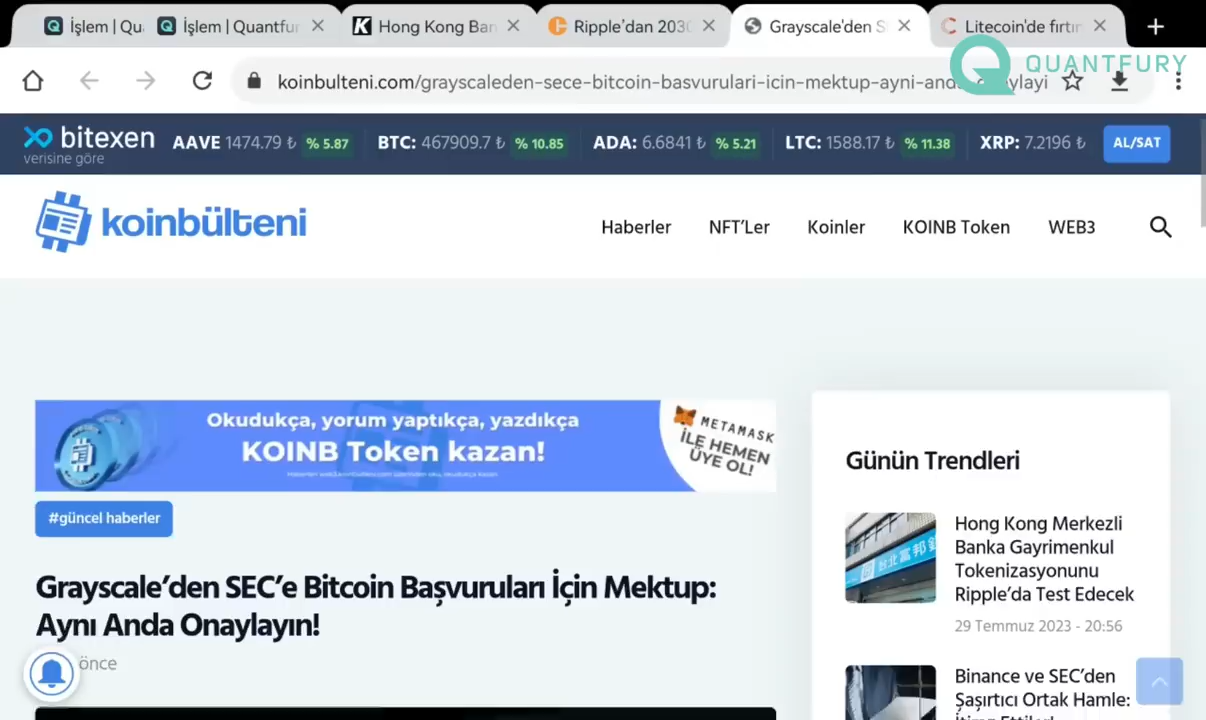 İşlem | Qu
İşlem | Quantfur
Hong Kong Ban
Ripple’dan 2030
Grayscale'den S
Litecoin'de fırtın
QUANTFURY
koinbulteni.com/grayscaleden-sece-bitcoin-basvurulari-icin-mektup-ayni-anda-onaylayi
bitexen
verisine göre
AAVE 1474.79 ₺ % 5.87
BTC: 467909.7 ₺ % 10.85
ADA: 6.6841 ₺ % 5.21
LTC: 1588.17 ₺ % 11.38
XRP: 7.2196 ₺
AL/SAT
koinbülteni
Haberler
NFT’Ler
Koinler
KOINB Token
WEB3
Okudukça, yorum yaptıkça, yazdıkça
KOINB Token kazan!
METAMASK
İLE HEMEN
ÜYE OL!
#güncel haberler
Grayscale’den SEC’e Bitcoin Başvuruları İçin Mektup:
Aynı Anda Onaylayın!
önce
Günün Trendleri
Hong Kong Merkezli
Banka Gayrimenkul
Tokenizasyonunu
Ripple’da Test Edecek
29 Temmuz 2023 - 20:56
Binance ve SEC’den
Şaşırtıcı Ortak Hamle: